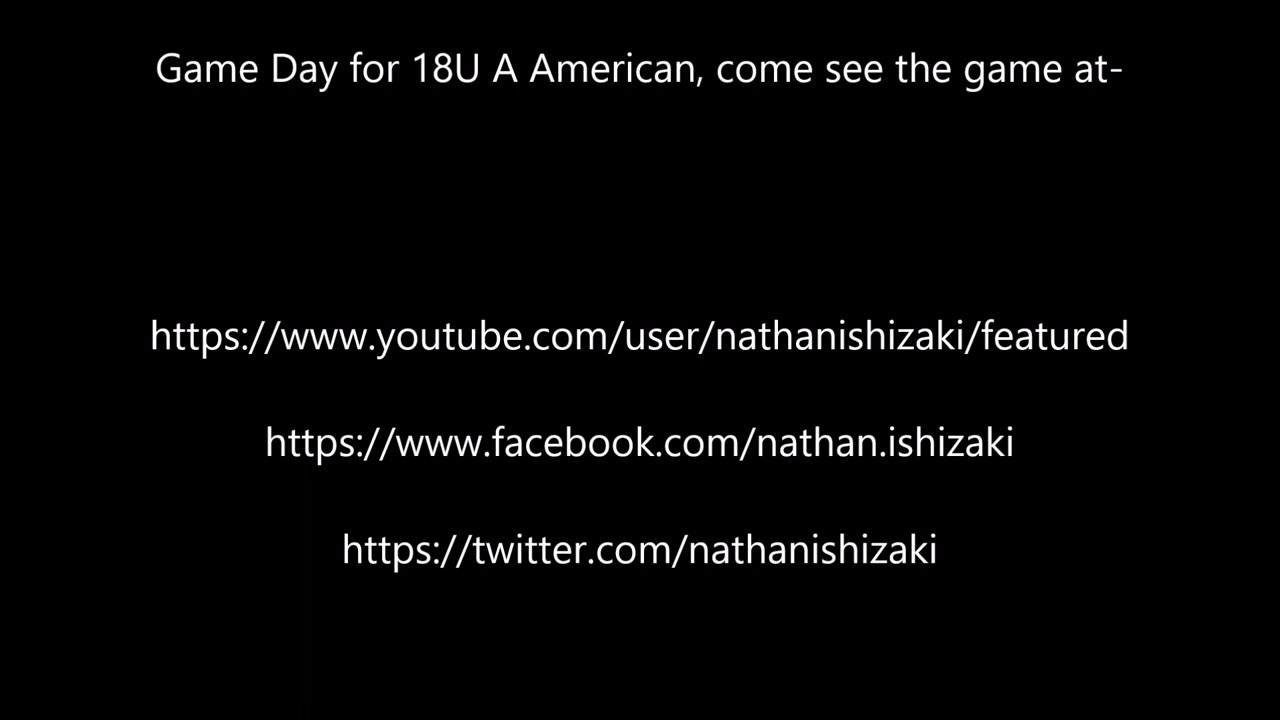 Game Day for 18U A American, come see the game at-
https://www.youtube.com/user/nathanishizaki/featured
https://www.facebook.com/nathan.ishizaki
https://twitter.com/nathanishizaki